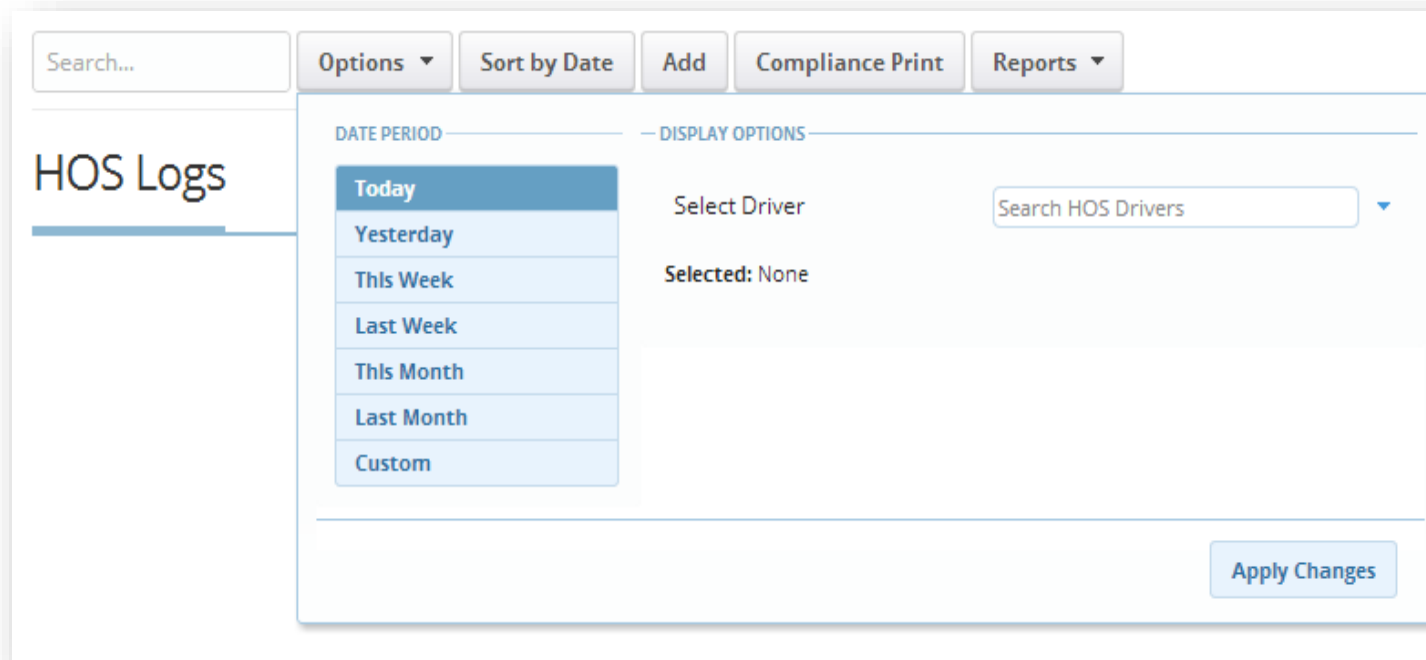 Search...
Options
Sort by Date
Add
Compliance Print
Reports
HOS Logs
DATE PERIOD
Today
Yesterday
This Week
Last Week
This Month
Last Month
Custom
DISPLAY OPTIONS
Select Driver
Search HOS Drivers
Selected: None
Apply Changes